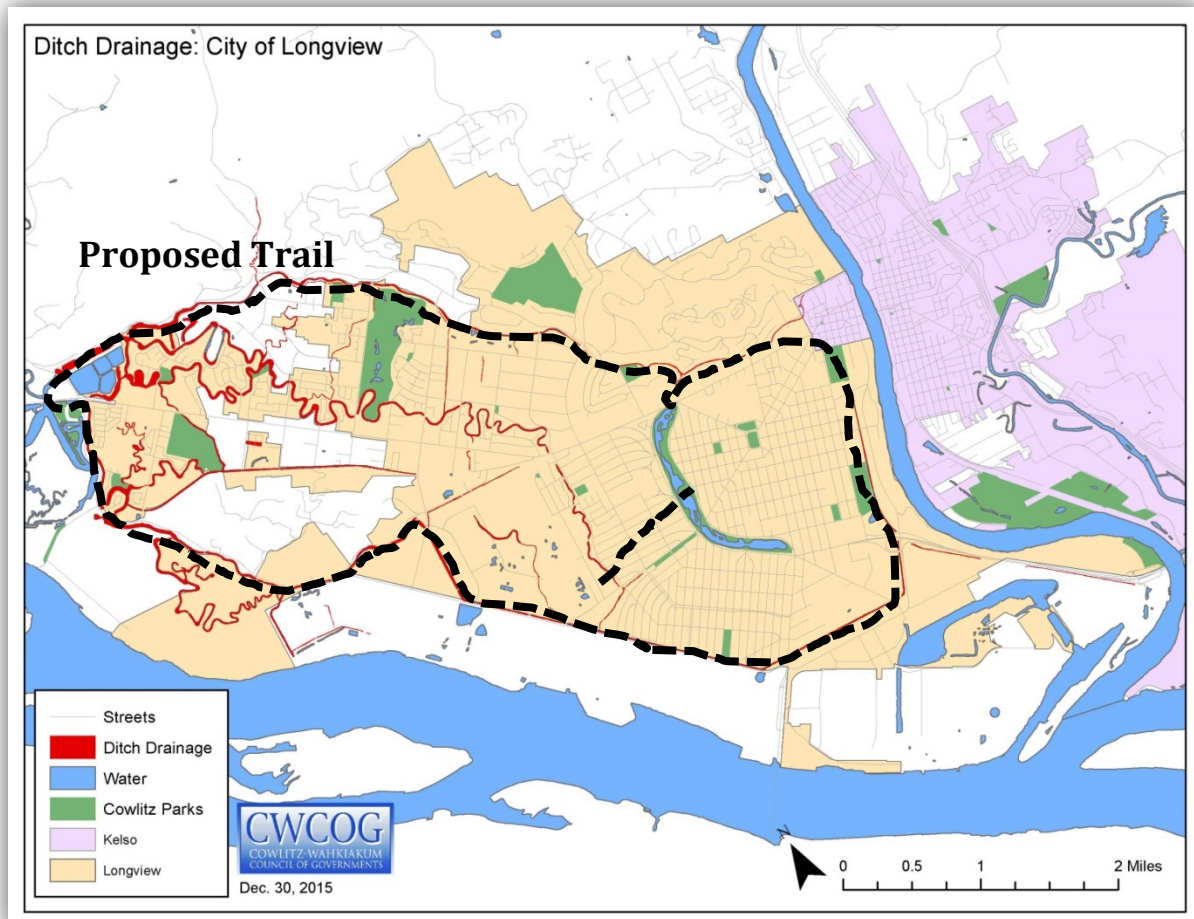 Ditch Drainage: City of Longview
Proposed Trail
Streets
Ditch Drainage
Water
Cowlitz Parks
Kelso
Longview
CWCOG
COWLITZ-WAHKIAKUM
COUNCIL OF GOVERNMENTS
Dec. 30, 2015
N
0 0.5 1 2 Miles